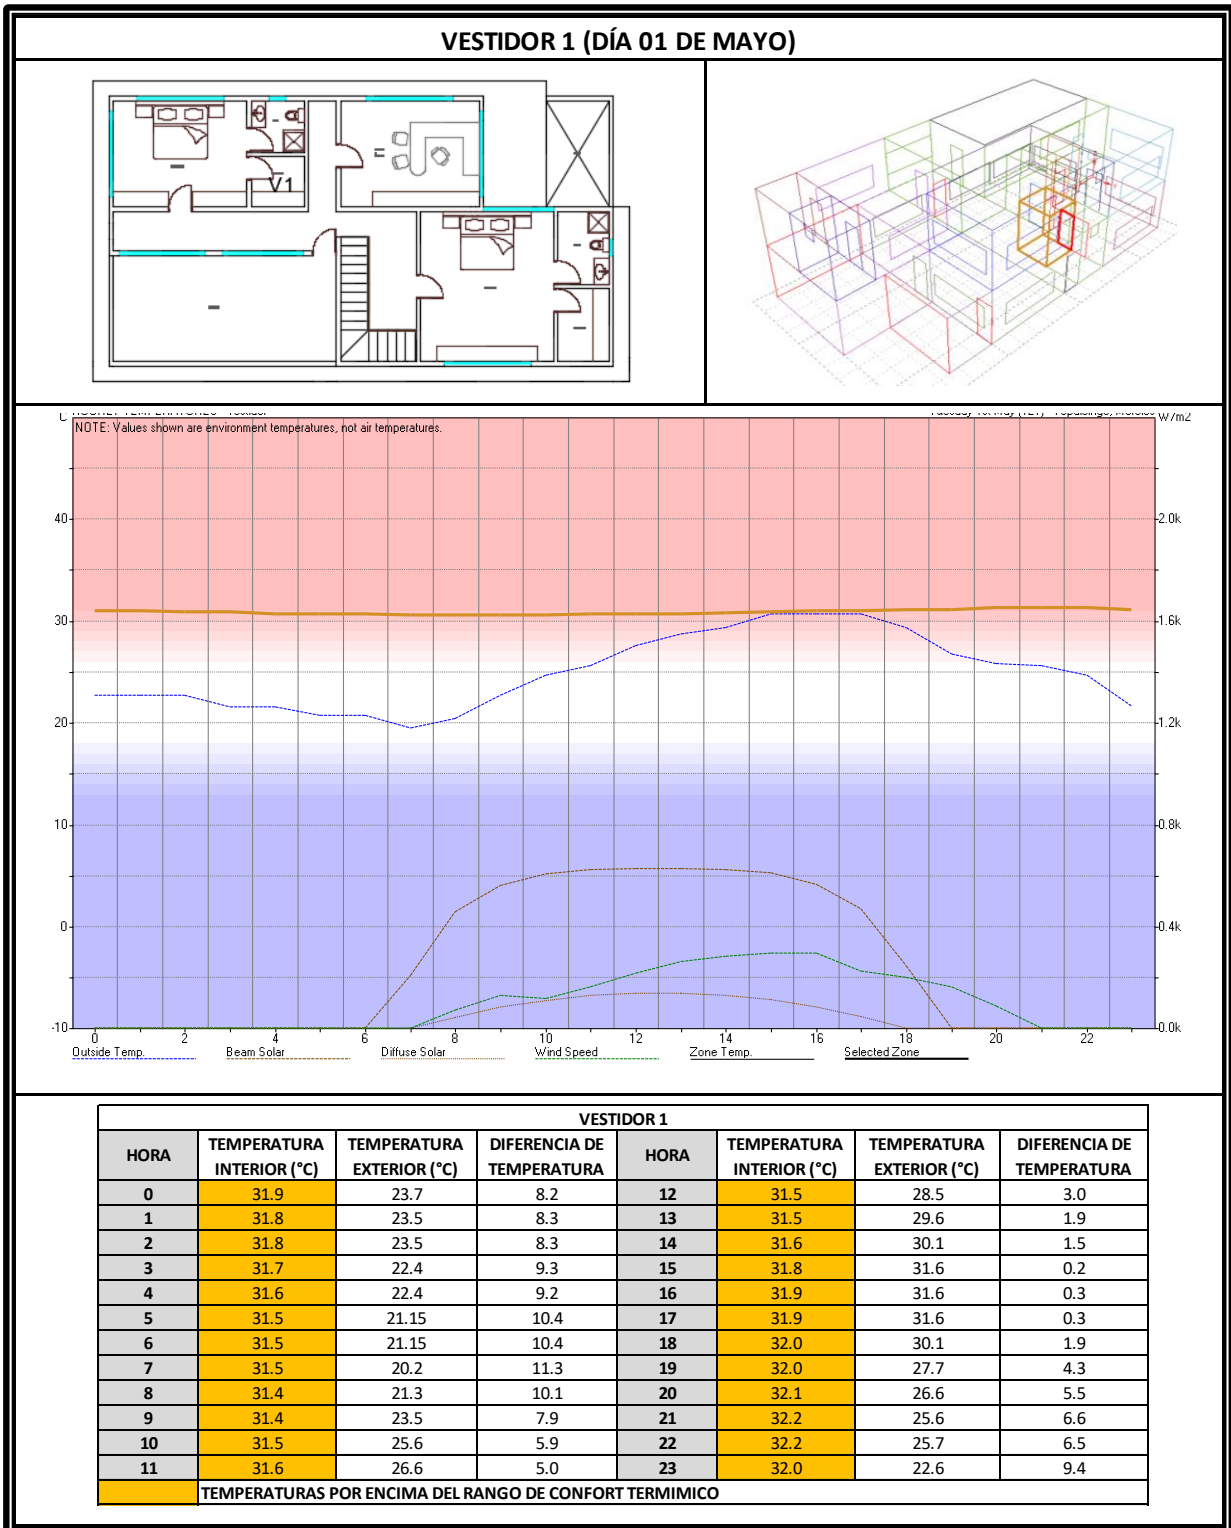 VESTIDOR 1 (DÍA 01 DE MAYO)
V1
C
W/m2
NOTE: Values shown are environment temperatures, not air temperatures.
40
2.0k
30
1.6k
20
1.2k
10
0.8k
0
0.4k
-10
0.0k
0 2 4 6 8 10 12 14 16 18 20 22
Outside Temp. Beam Solar Diffuse Solar Wind Speed Zone Temp. Selected Zone
VESTIDOR 1
HORA TEMPERATURA INTERIOR (°C) TEMPERATURA EXTERIOR (°C) DIFERENCIA DE TEMPERATURA HORA TEMPERATURA INTERIOR (°C) TEMPERATURA EXTERIOR (°C) DIFERENCIA DE TEMPERATURA
0 31.9 23.7 8.2 12 31.5 28.5 3.0
1 31.8 23.5 8.3 13 31.5 29.6 1.9
2 31.8 23.5 8.3 14 31.6 30.1 1.5
3 31.7 22.4 9.3 15 31.8 31.6 0.2
4 31.6 22.4 9.2 16 31.9 31.6 0.3
5 31.5 21.15 10.4 17 31.9 31.6 0.3
6 31.5 21.15 10.4 18 32.0 30.1 1.9
7 31.5 20.2 11.3 19 32.0 27.7 4.3
8 31.4 21.3 10.1 20 32.1 26.6 5.5
9 31.4 23.5 7.9 21 32.2 25.6 6.6
10 31.5 25.6 5.9 22 32.2 25.7 6.5
11 31.6 26.6 5.0 23 32.0 22.6 9.4
TEMPERATURAS POR ENCIMA DEL RANGO DE CONFORT TERMIMICO